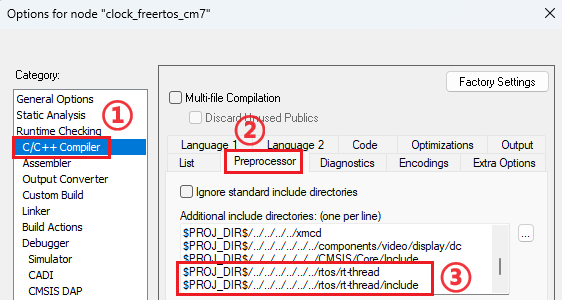 Options for node "clock_freertos_cm7"
Category:
General Options
Static Analysis
Runtime Checking
C/C++ Compiler
Assembler
Output Converter
Custom Build
Linker
Build Actions
Debugger
Simulator
CADI
CMSIS DAP
①
Factory Settings
Multi-file Compilation
Discard Unused Publics
②
Language 1 Language 2 Code Optimizations Output
List Preprocessor Diagnostics Encodings Extra Options
Ignore standard include directories
Additional include directories: (one per line)
$PROJ_DIR$/../../../../xmcd
$PROJ_DIR$/../../../../../../components/video/display/dc
$PROJ_DIR$/../../../../../../CMSIS/Core/Include
$PROJ_DIR$/../../../../../rtos/rt-thread
$PROJ_DIR$/../../../../../rtos/rt-thread/include
...
③